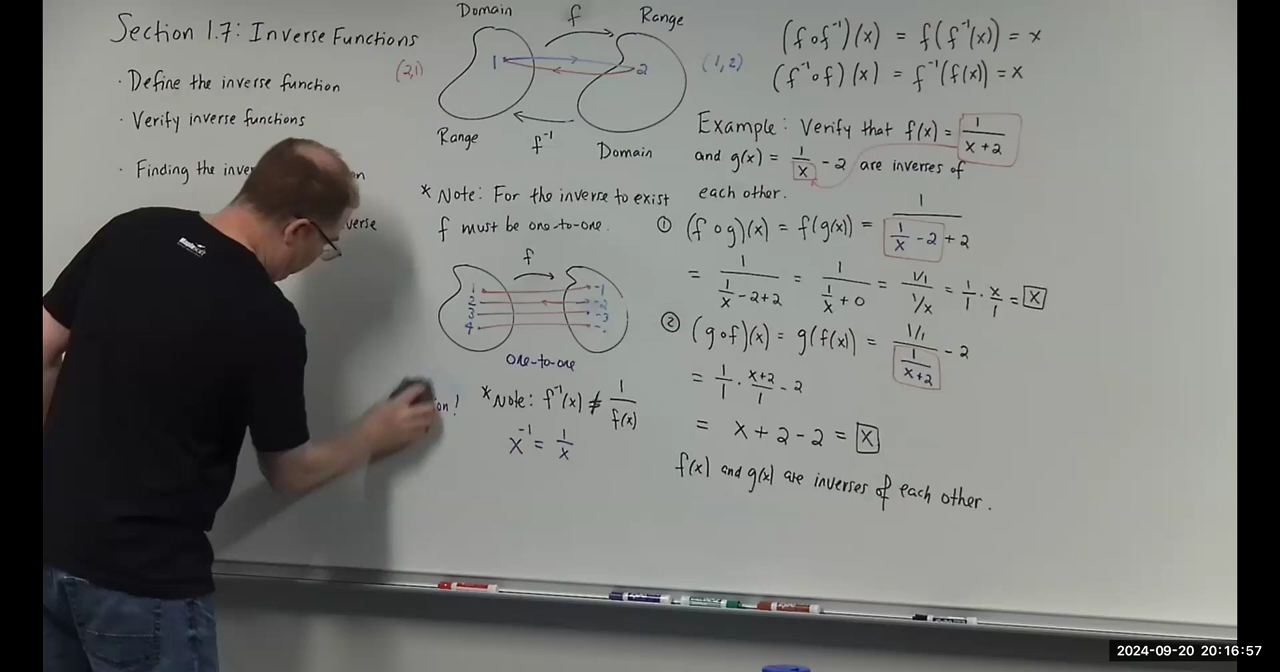 Section 1.7: Inverse Functions
· Define the inverse function
· Verify inverse functions
· Finding the
Domain f Range
(2,1) 1 2 (1,2)
Range f⁻¹ Domain
* Note: For the inverse to exist
f must be one-to-one.
f
1 -1
2 -2
3 -3
4
one-to-one
* Note: f⁻¹(x) ≠ 1/f(x)
x⁻¹ = 1/x
(f∘f⁻¹)(x) = f(f⁻¹(x)) = x
(f⁻¹∘f)(x) = f⁻¹(f(x)) = x
Example: Verify that f(x) = 1/(x+2)
and g(x) = 1/x - 2 are inverses of
each other.
① (f∘g)(x) = f(g(x)) = 1/(1/x - 2 + 2)
= 1/(1/x - 2 + 2) = 1/(1/x + 0) = (1/1)/(1/x) = 1/1 · x/1 = x
② (g∘f)(x) = g(f(x)) = (1/1)/(1/(x+2)) - 2
= 1/1 · (x+2)/1 - 2
= x + 2 - 2 = x
f(x) and g(x) are inverses of each other.
2024-09-20 20:16:57